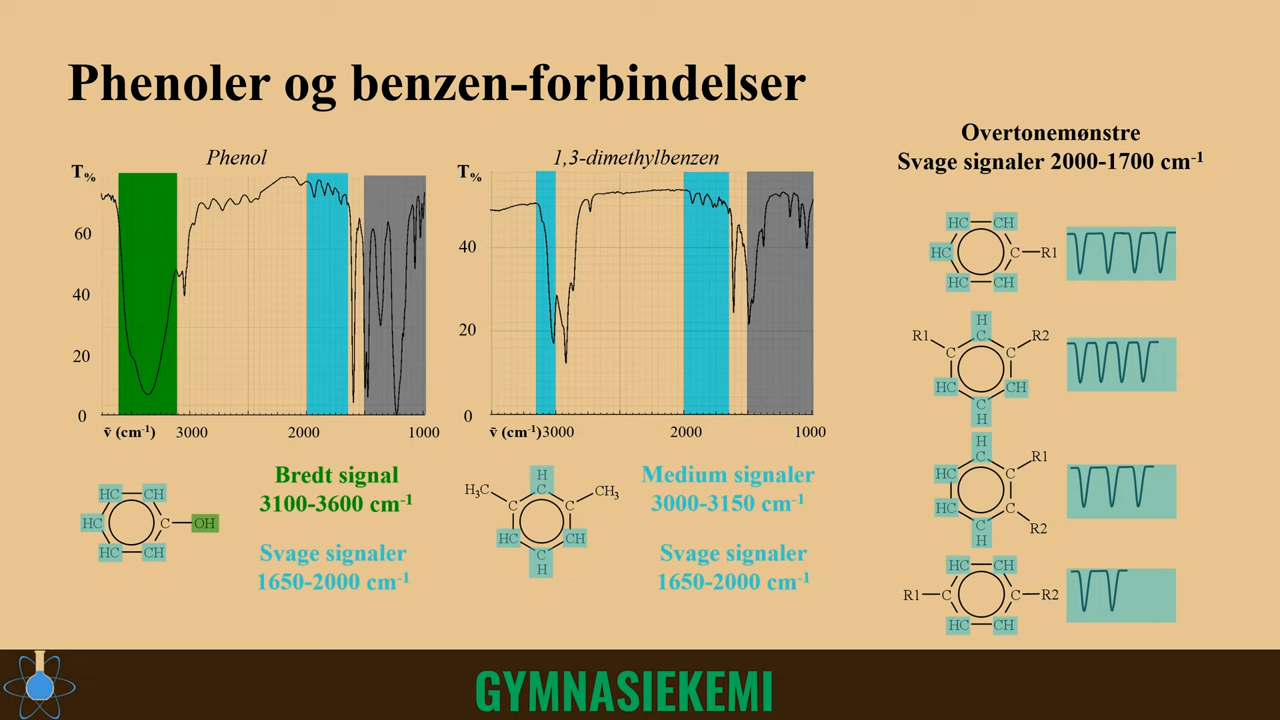 Phenoler og benzen-forbindelser
Phenol
T%
60
40
20
0
ṽ (cm-1) 3000 2000 1000
1,3-dimethylbenzen
T%
40
20
0
ṽ (cm-1) 3000 2000 1000
HC CH
HC C OH
HC CH
Bredt signal
3100-3600 cm-1
Svage signaler
1650-2000 cm-1
H
H3C C CH3
C C
HC CH
C
H
Medium signaler
3000-3150 cm-1
Svage signaler
1650-2000 cm-1
Overtonemønstre
Svage signaler 2000-1700 cm-1
HC CH
HC C R1
HC CH
H
R1 C R2
C C
HC CH
C
H
H
C R1
HC C
HC C
C R2
H
HC CH
R1 C C R2
HC CH
GYMNASIEKEMI